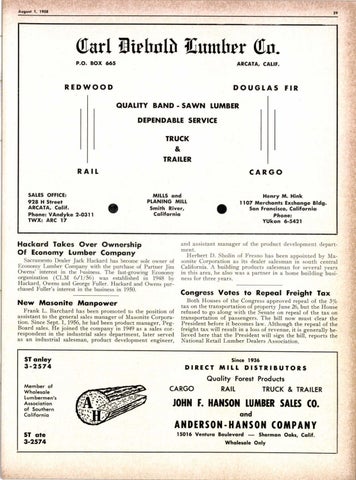 August 1, 1958
39
Carl Diebold Lumber Co.
P.O. BOX 665
ARCATA, CALIF.
REDWOOD
DOUGLAS FIR
QUALITY BAND - SAWN LUMBER
DEPENDABLE SERVICE
TRUCK
&
TRAILER
RAIL
CARGO
SALES OFFICE:
928 H Street
ARCATA, Calif.
Phone: VAndyke 2-0311
TWX: ARC 17
MILLS and
PLANING MILL
Smith River,
California
Henry M. Hink
1107 Merchants Exchange Bldg.
San Francisco, California
Phone:
YUkon 6-5421
Hackard Takes Over Ownership
Of Economy Lumber Company
Sacramento Dealer Jack Hackard has become sole owner of
Economy Lumber Company with the purchase of Partner Jim
Owens' interest in the business. The fast-growing Economy
organization (CLM 6/1/56) was established in 1948 by
Hackard, Owens and George Fuller. Hackard and Owens pur-
chased Fuller's interest in the business in 1950.
New Masonite Manpower
Frank L. Barchard has been promoted to the position of
assistant to the general sales manager of Masonite Corpora-
tion. Since Sept. 1, 1956, he had been product manager, Peg-
Board sales. He joined the company in 1949 as a sales cor-
respondent in the industrial sales department, later served
as an industrial salesman, product development engineer,
and assistant manager of the product development depart-
ment.
Herbert D. Sholin of Fresno has been appointed by Ma-
sonite Corporation as its dealer salesman in south central
California. A building products salesman for several years
in this area, he also was a partner in a home building busi-
ness for three years.
Congress Votes to Repeal Freight Tax
Both Houses of the Congress approved repeal of the 3%
tax on the transportation of property June 26, but the House
refused to go along with the Senate on repeal of the tax on
transportation of passengers. The bill now must clear the
President before it becomes law. Although the repeal of the
freight tax will result in a loss of revenue, it is generally be-
lieved here that the President will sign the bill, reports the
National Retail Lumber Dealers Association.
ST anley
3-2574
Member of
Wholesale
Lumbermen's
Association
of Southern
California
ST ate
3-2574
A
H
Since 1936
DIRECT MILL DISTRIBUTORS
Quality Forest Products
CARGO RAIL TRUCK & TRAILER
JOHN F. HANSON LUMBER SALES CO.
and
ANDERSON-HANSON COMPANY
15016 Ventura Boulevard — Sherman Oaks, Calif.
Wholesale Only